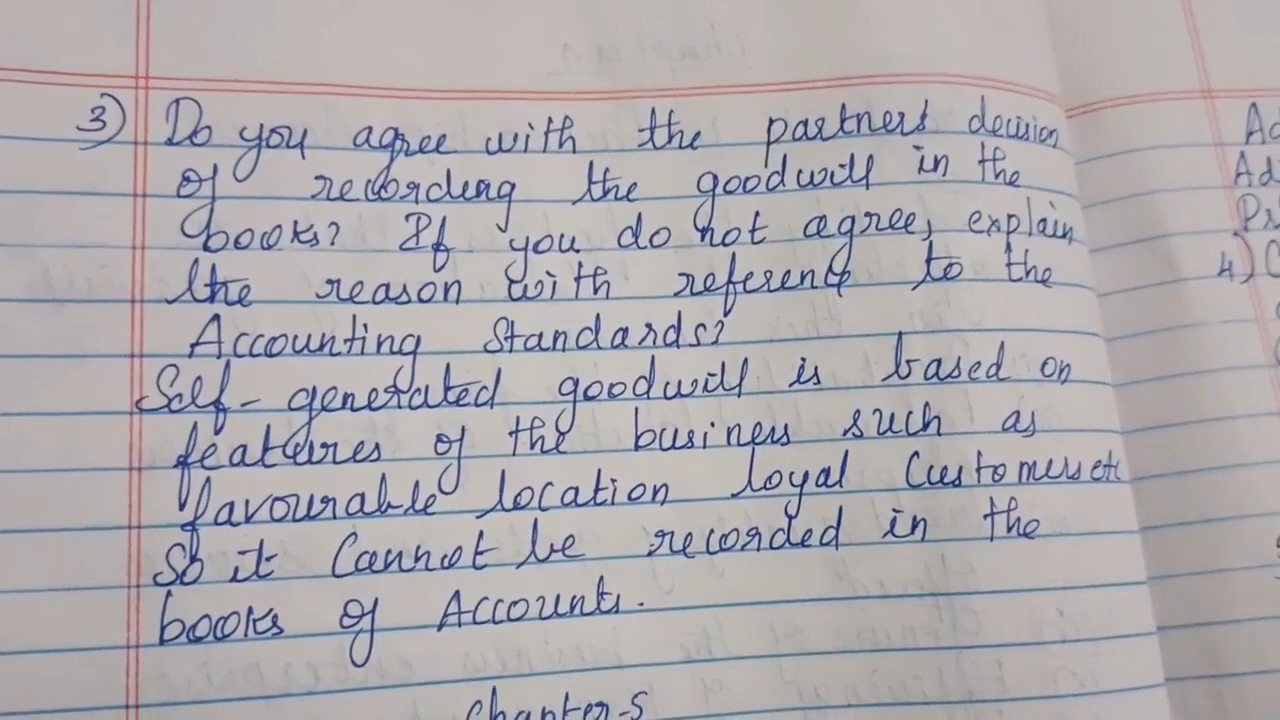 3) Do you agree with the partners decision
of recording the goodwill in the
books? If you do not agree, explain
the reason with reference to the
Accounting Standards?
Self-generated goodwill is based on
features of the business such as
favourable location loyal Customers etc
So it Cannot be recorded in the
books of Accounts.
Chapter-5
Ad
Pr
4) C